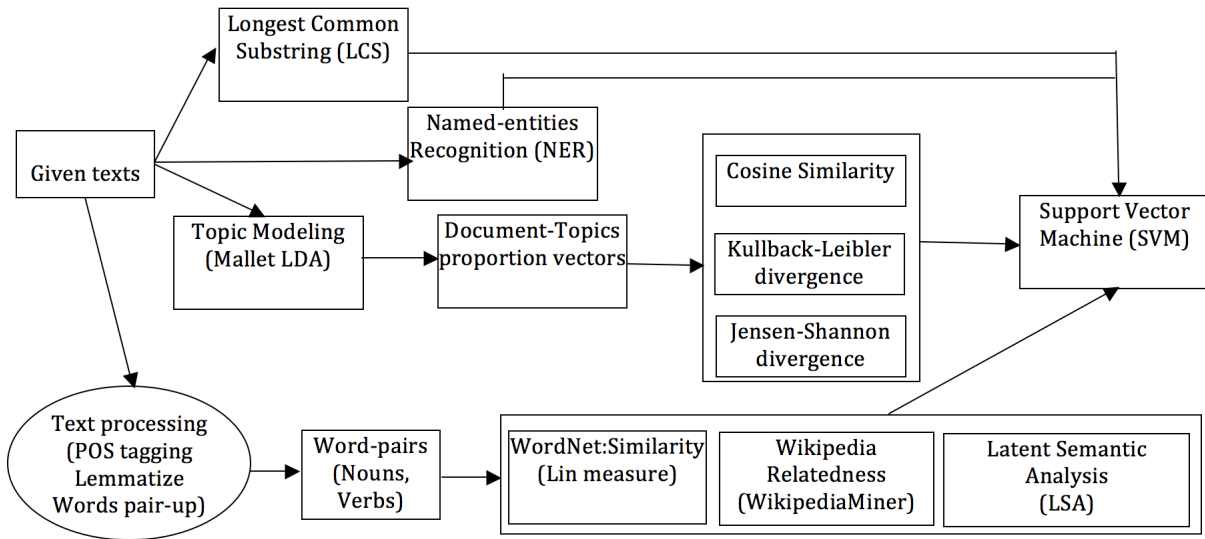 Longest Common
Substring (LCS)
Named-entities
Recognition (NER)
Given texts
Cosine Similarity
Topic Modeling
(Mallet LDA)
Document-Topics
proportion vectors
Kullback-Leibler
divergence
Support Vector
Machine (SVM)
Jensen-Shannon
divergence
Text processing
(POS tagging
Lemmatize
Words pair-up)
Word-pairs
(Nouns,
Verbs)
WordNet:Similarity
(Lin measure)
Wikipedia
Relatedness
(WikipediaMiner)
Latent Semantic
Analysis
(LSA)